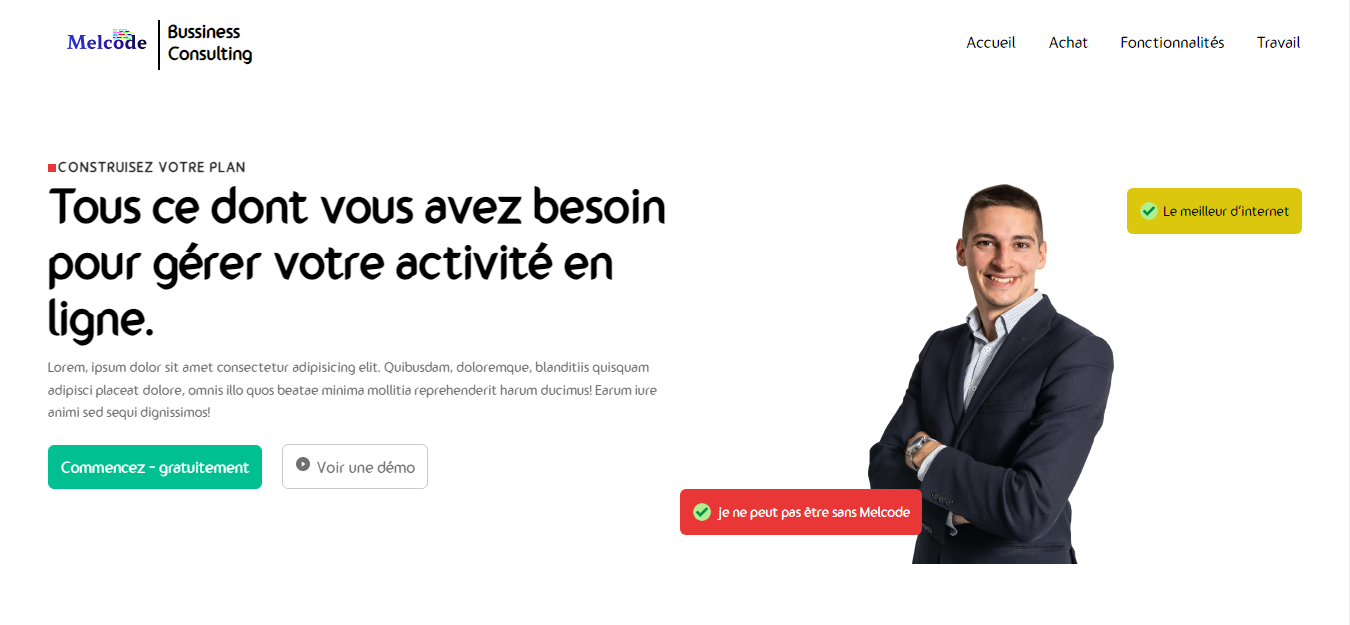 Melcode
Bussiness
Consulting
Accueil
Achat
Fonctionnalités
Travail
CONSTRUISEZ VOTRE PLAN
Tous ce dont vous avez besoin
pour gérer votre activité en
ligne.
Lorem, ipsum dolor sit amet consectetur adipisicing elit. Quibusdam, doloremque, blanditiis quisquam
adipisci placeat dolore, omnis illo quos beatae minima mollitia reprehenderit harum ducimus! Earum iure
animi sed sequi dignissimos!
Commencez - gratuitement
Voir une démo
Le meilleur d'internet
je ne peut pas être sans Melcode